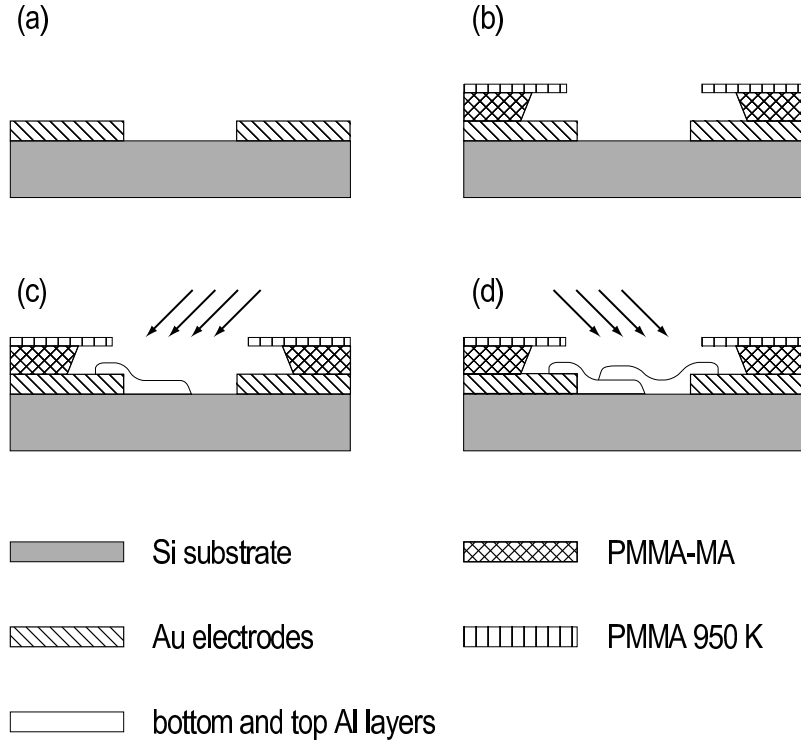 (a)
(b)
(c)
(d)
Si substrate
PMMA-MA
Au electrodes
PMMA 950 K
bottom and top Al layers